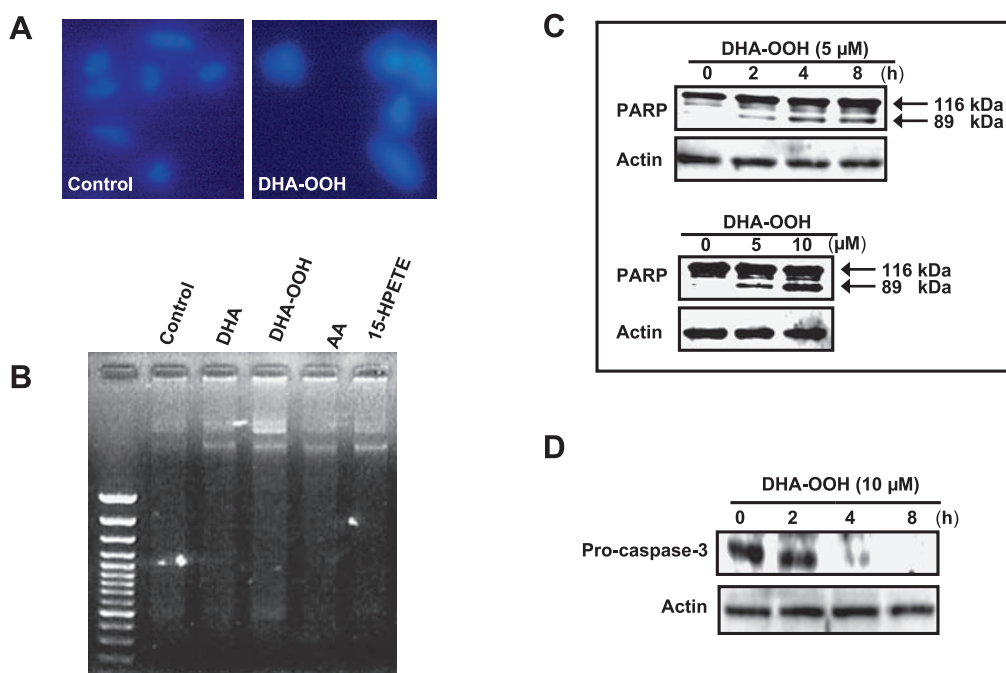 A
Control
DHA-OOH
B
Control
DHA
DHA-OOH
AA
15-HPETE
C
DHA-OOH (5 µM)
0 2 4 8 (h)
PARP
116 kDa
89 kDa
Actin
DHA-OOH
0 5 10 (µM)
PARP
116 kDa
89 kDa
Actin
D
DHA-OOH (10 µM)
0 2 4 8 (h)
Pro-caspase-3
Actin